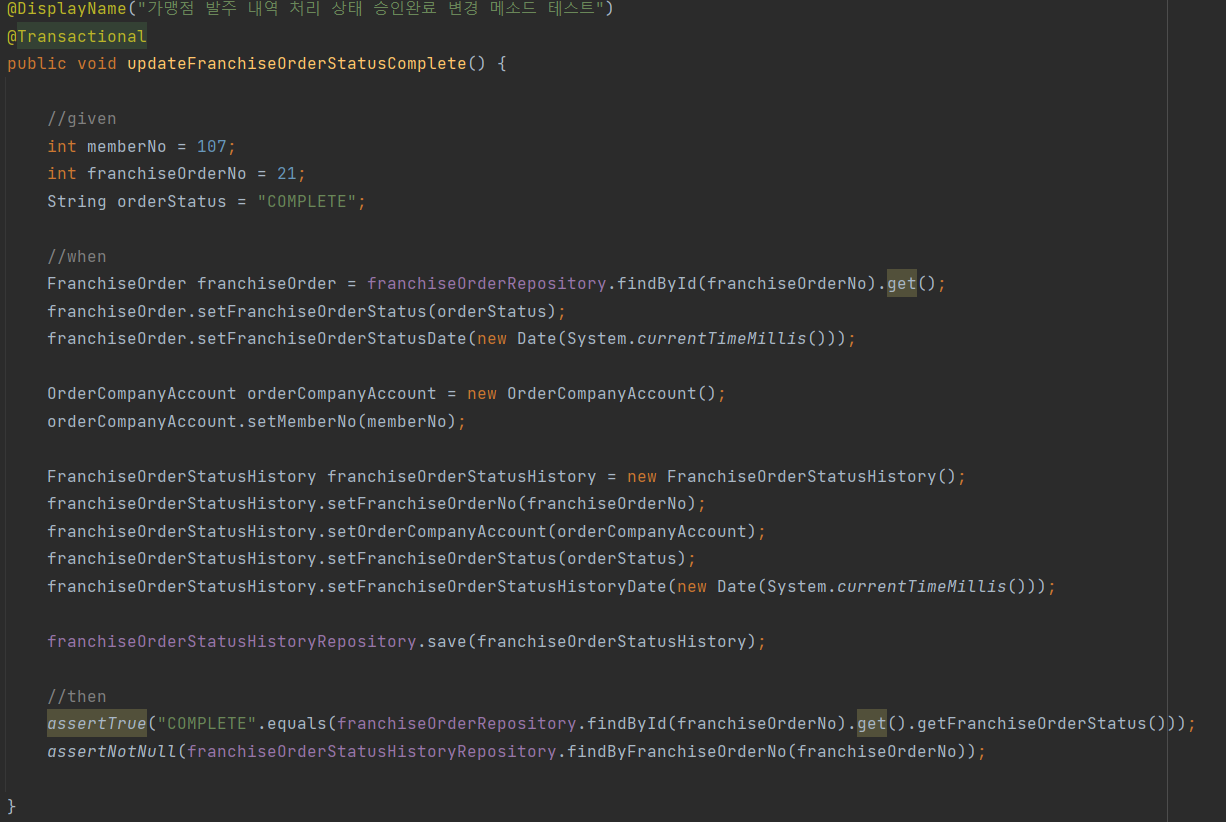 @DisplayName("가맹점 발주 내역 처리 상태 승인완료 변경 메소드 테스트")
@Transactional
public void updateFranchiseOrderStatusComplete() {
//given
int memberNo = 107;
int franchiseOrderNo = 21;
String orderStatus = "COMPLETE";
//when
FranchiseOrder franchiseOrder = franchiseOrderRepository.findById(franchiseOrderNo).get();
franchiseOrder.setFranchiseOrderStatus(orderStatus);
franchiseOrder.setFranchiseOrderStatusDate(new Date(System.currentTimeMillis()));
OrderCompanyAccount orderCompanyAccount = new OrderCompanyAccount();
orderCompanyAccount.setMemberNo(memberNo);
FranchiseOrderStatusHistory franchiseOrderStatusHistory = new FranchiseOrderStatusHistory();
franchiseOrderStatusHistory.setFranchiseOrderNo(franchiseOrderNo);
franchiseOrderStatusHistory.setOrderCompanyAccount(orderCompanyAccount);
franchiseOrderStatusHistory.setFranchiseOrderStatus(orderStatus);
franchiseOrderStatusHistory.setFranchiseOrderStatusHistoryDate(new Date(System.currentTimeMillis()));
franchiseOrderStatusHistoryRepository.save(franchiseOrderStatusHistory);
//then
assertTrue("COMPLETE".equals(franchiseOrderRepository.findById(franchiseOrderNo).get().getFranchiseOrderStatus()));
assertNotNull(franchiseOrderStatusHistoryRepository.findByFranchiseOrderNo(franchiseOrderNo));
}